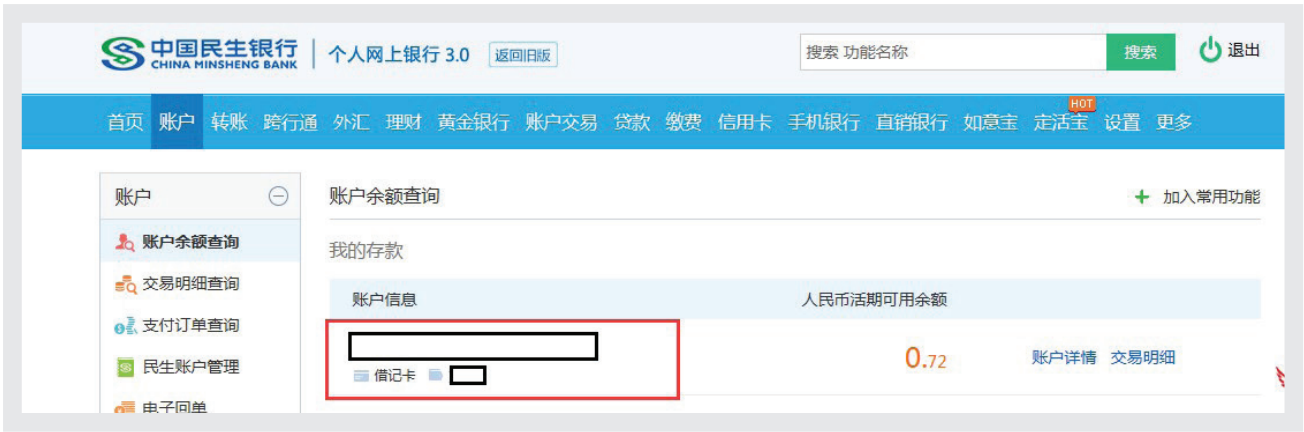 中国民生银行
CHINA MINSHENG BANK
个人网上银行 3.0
返回旧版
搜索 功能名称
搜索
退出
首页 账户 转账 跨行通 外汇 理财 黄金银行 账户交易 贷款 缴费 信用卡 手机银行 直销银行 如意宝 定活宝 设置 更多
HOT
账户
账户余额查询
交易明细查询
支付订单查询
民生账户管理
电子回单
账户余额查询
加入常用功能
我的存款
账户信息 人民币活期可用余额
0.72 账户详情 交易明细
借记卡